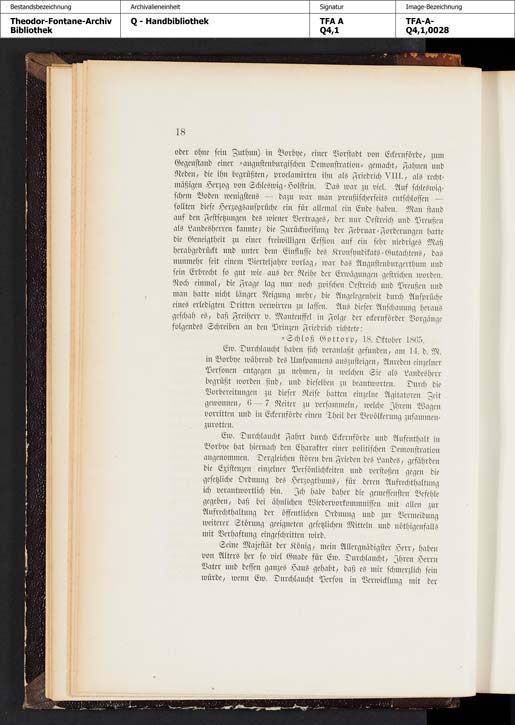 Bestandsbezeichnung
Theodor-Fontane-Archiv
Bibliothek
Archivalieneinheit
Q - Handbibliothek
Signatur
TFA A
Q4,1
Image-Bezeichnung
TFA-A-
Q4,1,0028
18
oder ohne sein Zuthun) in Borbye, einer Vorstadt von Eckernförde, zum
Gegenstand einer »augustenburgischen Demonstration« gemacht, Fahnen und
Reden, die ihn begrüßten, proclamirten ihn als Friedrich VIII., als recht-
mäßigen Herzog von Schleswig-Holstein. Das war zu viel. Auf schleswig-
schem Boden wenigstens — dazu war man preußischerseits entschlossen —
sollten diese Herzogsansprüche ein für allemal ein Ende haben. Man stand
auf den Festsetzungen des wiener Vertrages, der nur Oestreich und Preußen
als Landesherren kannte; die Zurückweisung der Februar-Forderungen hatte
die Geneigtheit zu einer freiwilligen Cession auf ein sehr niedriges Maß
herabgedrückt und unter dem Einflusse des Kronsyndikats-Gutachtens, das
nunmehr seit einem Vierteljahre vorlag, war das Augustenburgerthum und
sein Erbrecht so gut wie aus der Reihe der Erwägungen gestrichen worden.
Noch einmal, die Frage lag nur noch zwischen Oestreich und Preußen und
man hatte nicht länger Neigung mehr, die Angelegenheit durch Ansprüche
eines erledigten Dritten verwirren zu lassen. Aus dieser Anschauung heraus
geschah es, daß Freiherr v. Manteuffel in Folge der eckernförder Vorgänge
folgendes Schreiben an den Prinzen Friedrich richtete:
»Schloß Gottorp, 18. Oktober 1865.
Ew. Durchlaucht haben sich veranlaßt gefunden, am 14. d. M.
in Borbye während des Umspannens auszusteigen, Anreden einzelner
Personen entgegen zu nehmen, in welchen Sie als Landesherr
begrüßt worden sind, und dieselben zu beantworten. Durch die
Vorbereitungen zu dieser Reise hatten einzelne Agitatoren Zeit
gewonnen, 6—7 Reiter zu versammeln, welche Ihrem Wagen
vorritten und in Eckernförde einen Theil der Bevölkerung zusammen-
zurotten.
Ew. Durchlaucht Fahrt durch Eckernförde und Aufenthalt in
Borbye hat hiernach den Charakter einer politischen Demonstration
angenommen. Dergleichen stören den Frieden des Landes, gefährden
die Existenzen einzelner Persönlichkeiten und verstoßen gegen die
gesetzliche Ordnung des Herzogthums, für deren Aufrechthaltung
ich verantwortlich bin. Ich habe daher die gemessensten Befehle
gegeben, daß bei ähnlichen Wiedervorkommnissen mit allen zur
Aufrechthaltung der öffentlichen Ordnung und zur Vermeidung
weiterer Störung geeigneten gesetzlichen Mitteln und nöthigenfalls
mit Verhaftung eingeschritten wird.
Seine Majestät der König, mein Allergnädigster Herr, haben
von Alters her so viel Gnade für Ew. Durchlaucht, Ihren Herrn
Vater und dessen ganzes Haus gehabt, daß es mir schmerzlich sein
würde, wenn Ew. Durchlaucht Person in Verwicklung mit der